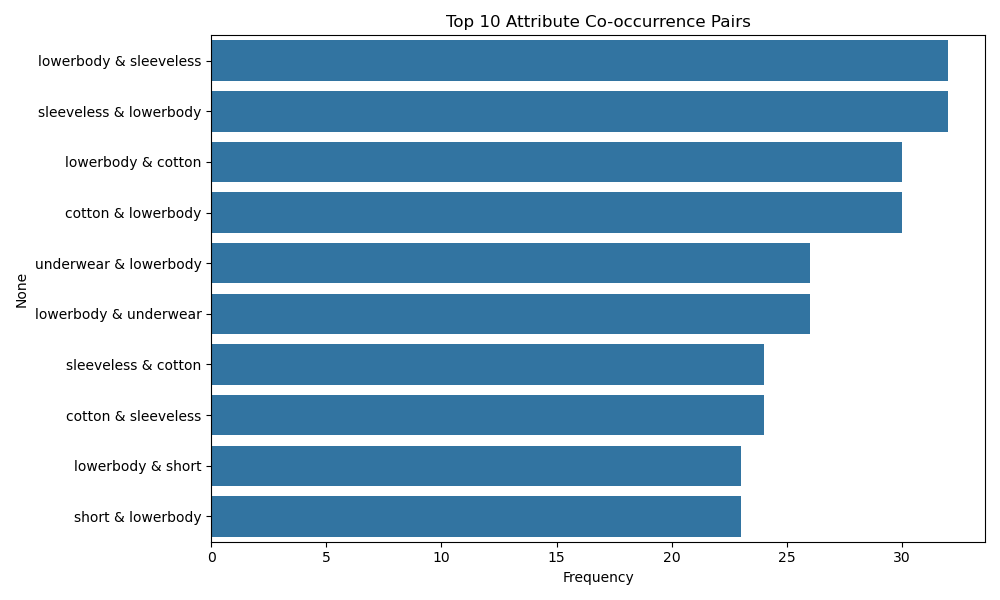 Top 10 Attribute Co-occurrence Pairs
lowerbody & sleeveless
sleeveless & lowerbody
lowerbody & cotton
cotton & lowerbody
underwear & lowerbody
lowerbody & underwear
sleeveless & cotton
cotton & sleeveless
lowerbody & short
short & lowerbody
None
0 5 10 15 20 25 30
Frequency